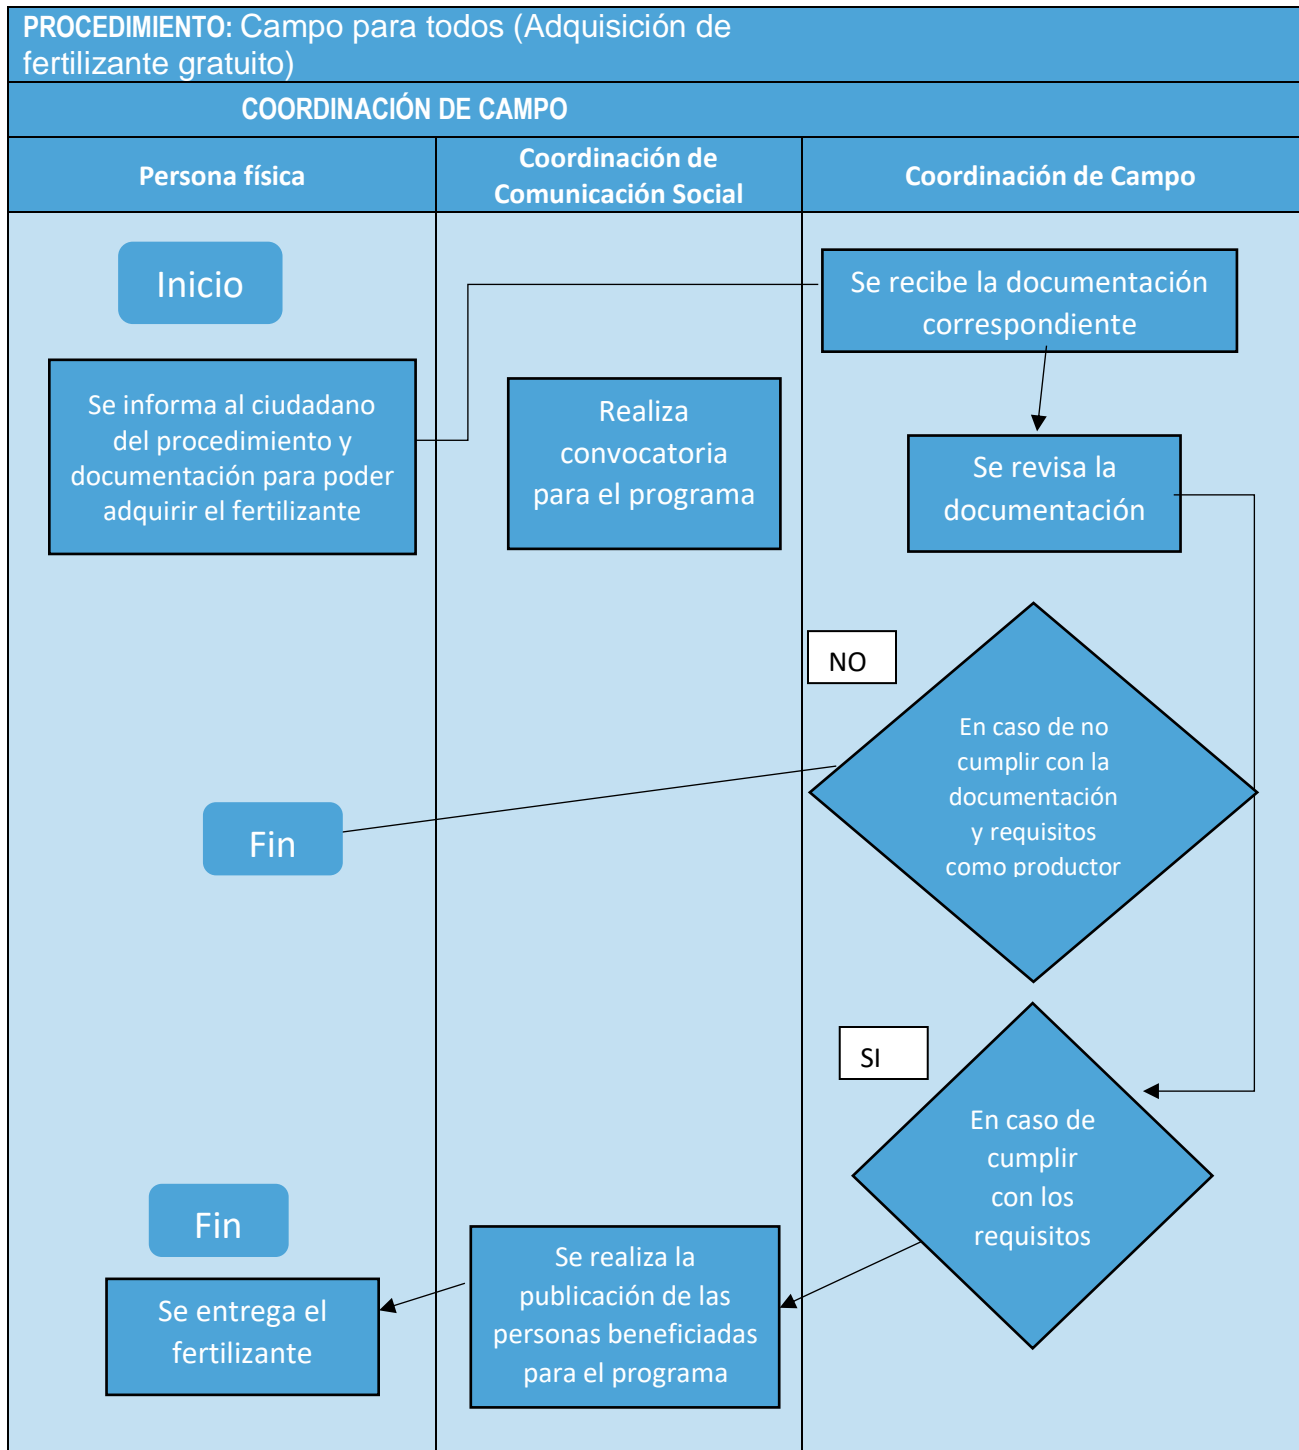 PROCEDIMIENTO: Campo para todos (Adquisición de
fertilizante gratuito)
COORDINACIÓN DE CAMPO
Persona física
Coordinación de
Comunicación Social
Coordinación de Campo
Inicio
Se informa al ciudadano
del procedimiento y
documentación para poder
adquirir el fertilizante
Realiza
convocatoria
para el programa
Se recibe la documentación
correspondiente
Se revisa la
documentación
NO
En caso de no
cumplir con la
documentación
y requisitos
como productor
Fin
SI
En caso de
cumplir
con los
requisitos
Se realiza la
publicación de las
personas beneficiadas
para el programa
Fin
Se entrega el
fertilizante